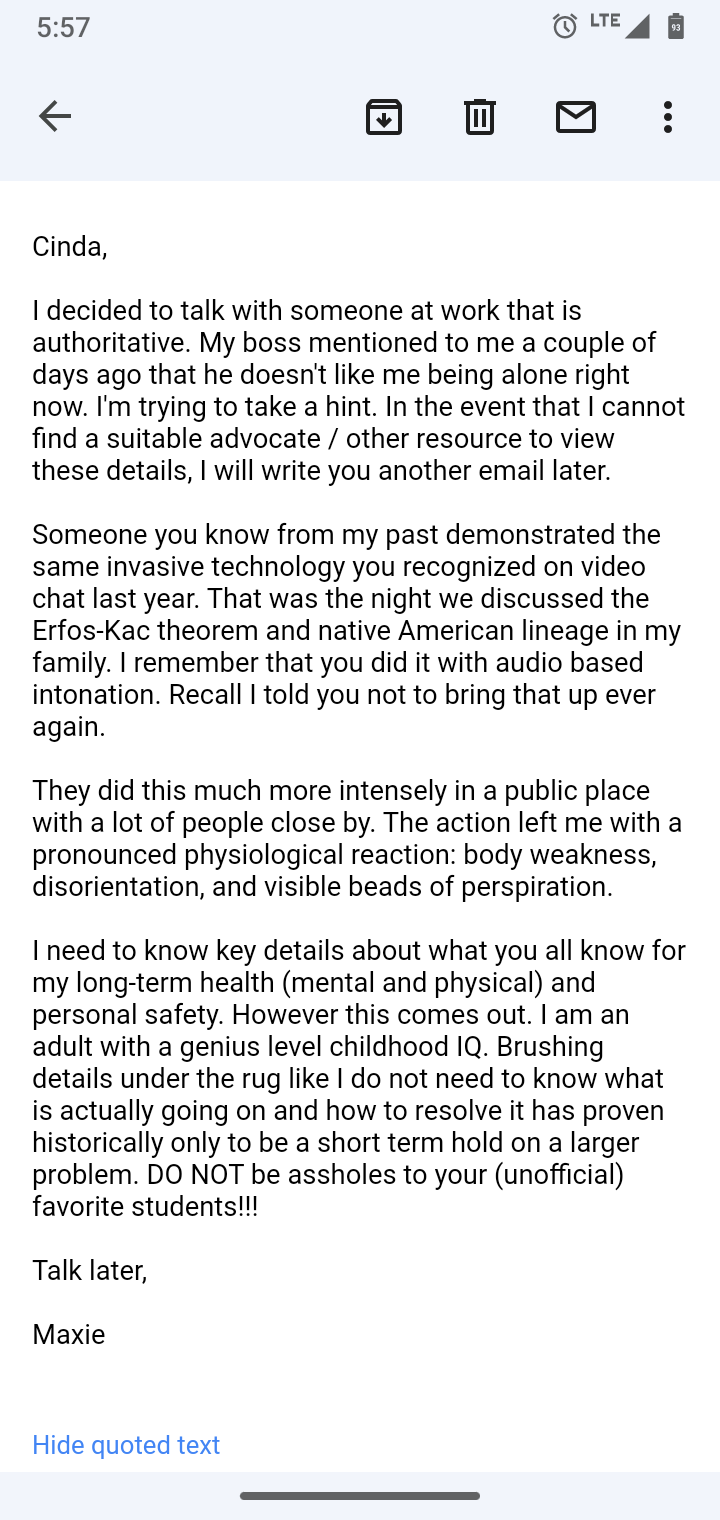 5:57
LTE
93
Cinda,
I decided to talk with someone at work that is
authoritative. My boss mentioned to me a couple of
days ago that he doesn't like me being alone right
now. I'm trying to take a hint. In the event that I cannot
find a suitable advocate / other resource to view
these details, I will write you another email later.
Someone you know from my past demonstrated the
same invasive technology you recognized on video
chat last year. That was the night we discussed the
Erfos-Kac theorem and native American lineage in my
family. I remember that you did it with audio based
intonation. Recall I told you not to bring that up ever
again.
They did this much more intensely in a public place
with a lot of people close by. The action left me with a
pronounced physiological reaction: body weakness,
disorientation, and visible beads of perspiration.
I need to know key details about what you all know for
my long-term health (mental and physical) and
personal safety. However this comes out. I am an
adult with a genius level childhood IQ. Brushing
details under the rug like I do not need to know what
is actually going on and how to resolve it has proven
historically only to be a short term hold on a larger
problem. DO NOT be assholes to your (unofficial)
favorite students!!!
Talk later,
Maxie
Hide quoted text